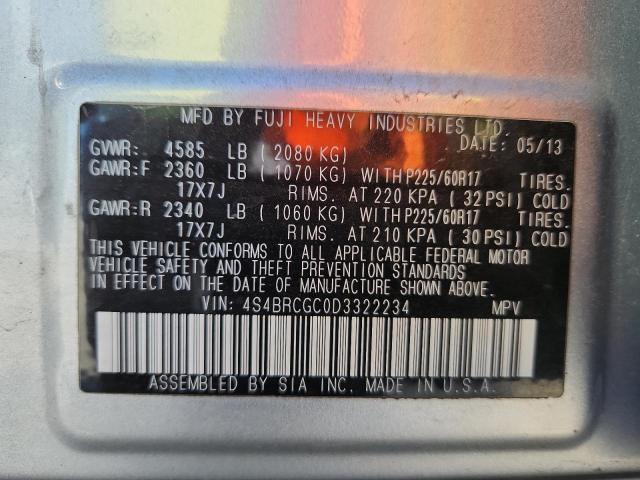 MFD BY FUJI HEAVY INDUSTRIES LTD.
DATE: 05/13
GVWR: 4585 LB ( 2080 KG)
GAWR:F 2360 LB ( 1070 KG) WITH P225/60R17 TIRES.
17X7J RIMS. AT 220 KPA ( 32 PSI) COLD
GAWR:R 2340 LB ( 1060 KG) WITH P225/60R17 TIRES.
17X7J RIMS. AT 210 KPA ( 30 PSI) COLD
THIS VEHICLE CONFORMS TO ALL APPLICABLE FEDERAL MOTOR
VEHICLE SAFETY AND THEFT PREVENTION STANDARDS
IN EFFECT ON THE DATE OF MANUFACTURE SHOWN ABOVE.
VIN: 4S4BRCGC0D3322234 MPV
ASSEMBLED BY SIA INC. MADE IN U.S.A.